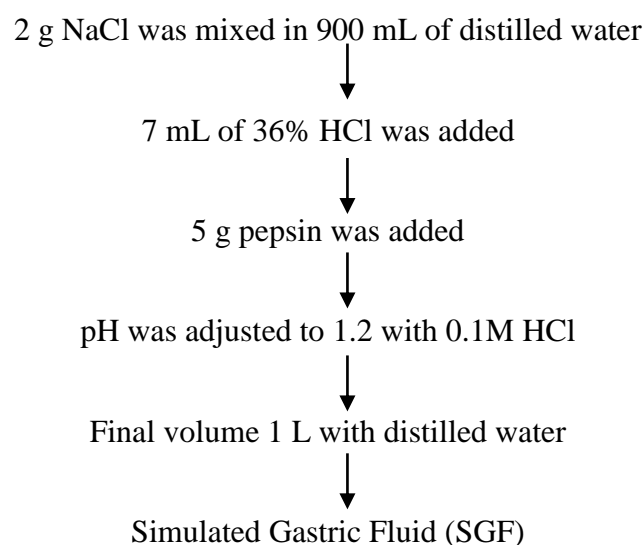 2 g NaCl was mixed in 900 mL of distilled water
7 mL of 36% HCl was added
5 g pepsin was added
pH was adjusted to 1.2 with 0.1M HCl
Final volume 1 L with distilled water
Simulated Gastric Fluid (SGF)